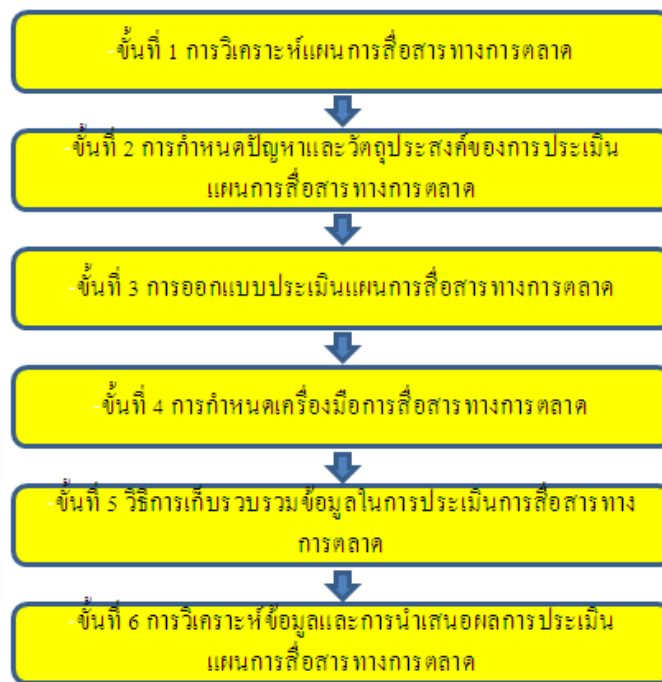 ขั้นที่ 1 การวิเคราะห์แผนการสื่อสารทางการตลาด
ขั้นที่ 2 การกำหนดปัญหาและวัตถุประสงค์ของการประเมิน
แผนการสื่อสารทางการตลาด
ขั้นที่ 3 การออกแบบประเมินแผนการสื่อสารทางการตลาด
ขั้นที่ 4 การกำหนดเครื่องมือการสื่อสารทางการตลาด
ขั้นที่ 5 วิธีการเก็บรวบรวมข้อมูลในการประเมินการสื่อสารทาง
การตลาด
ขั้นที่ 6 การวิเคราะห์ข้อมูลและการนำเสนอผลการประเมิน
แผนการสื่อสารทางการตลาด